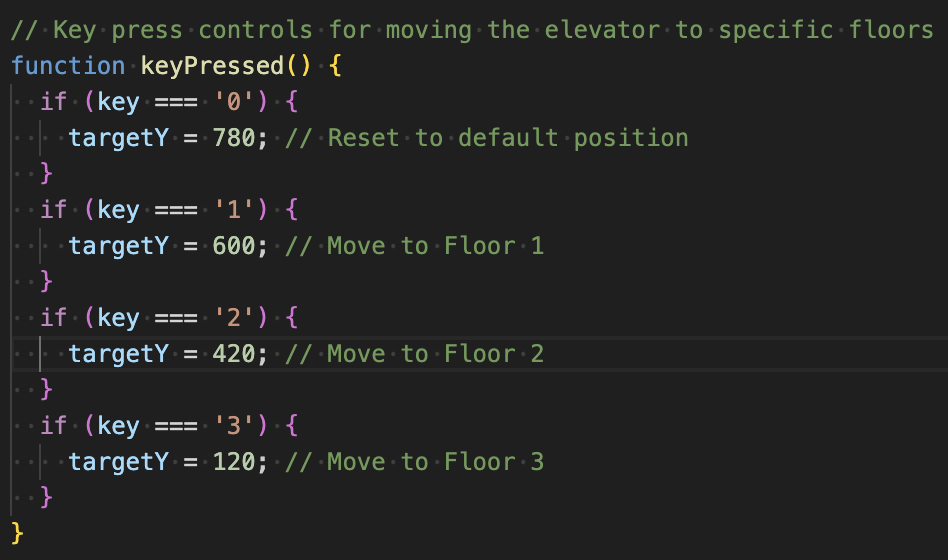 // Key press controls for moving the elevator to specific floors
function keyPressed() {
  if (key === '0') {
    targetY = 780; // Reset to default position
  }
  if (key === '1') {
    targetY = 600; // Move to Floor 1
  }
  if (key === '2') {
    targetY = 420; // Move to Floor 2
  }
  if (key === '3') {
    targetY = 120; // Move to Floor 3
  }
}